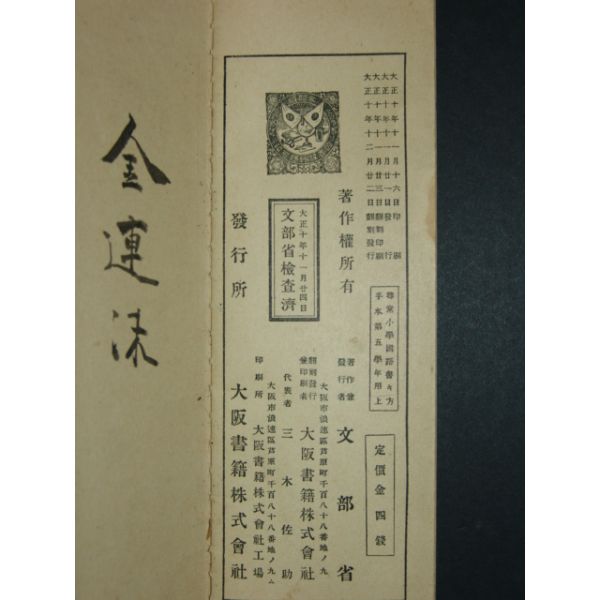 大正十年十一月十六日印刷
大正十年十一月廿一日發行
大正十年十一月廿三日翻刻印刷
大正十年十二月廿二日翻刻發行
尋常小學國語書キ方
手本第五學年用上
定價金四錢
著作權所有
著作兼
發行者
文部省
大正十年十一月廿四日
文部省檢查濟
大阪市浪速區芦原町千百八十八番地ノ九
翻刻發行
兼印刷者
大阪書籍株式會社
代表者 三木佐助
大阪市浪速區芦原町千百八十八番地ノ九
印刷所 大阪書籍株式會社工場
發行所
大阪書籍株式會社
金連洙